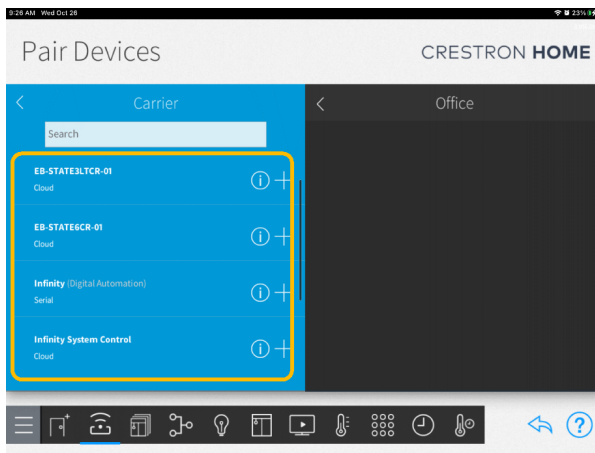 9:26 AM Wed Oct 26
23%
Pair Devices
CRESTRON HOME
Carrier
Office
Search
EB-STATE3LTCR-01
Cloud
EB-STATE6CR-01
Cloud
Infinity (Digital Automation)
Serial
Infinity System Control
Cloud